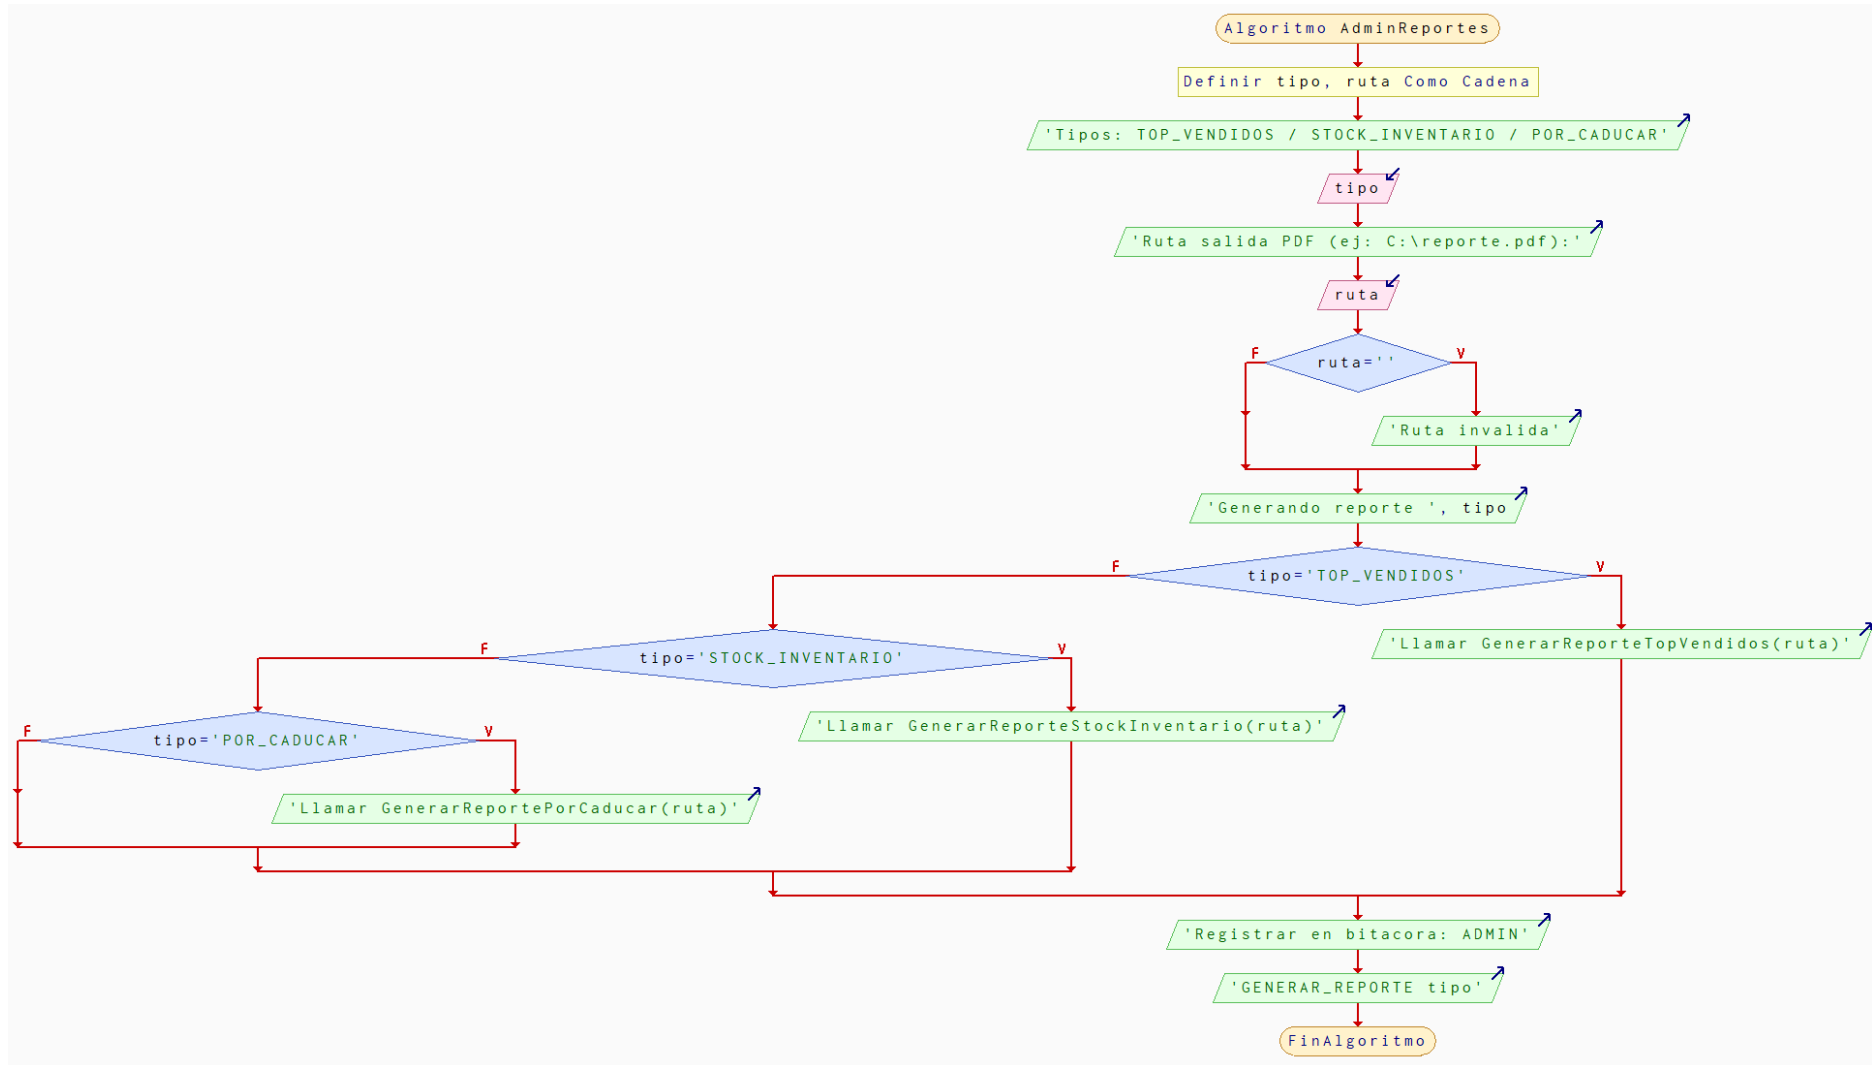 Algoritmo AdminReportes
Definir tipo, ruta Como Cadena
'Tipos: TOP_VENDIDOS / STOCK_INVENTARIO / POR_CADUCAR'
tipo
'Ruta salida PDF (ej: C:\reporte.pdf):'
ruta
F
V
ruta=''
'Ruta invalida'
'Generando reporte ', tipo
F
V
tipo='TOP_VENDIDOS'
'Llamar GenerarReporteTopVendidos(ruta)'
F
V
tipo='STOCK_INVENTARIO'
'Llamar GenerarReporteStockInventario(ruta)'
F
V
tipo='POR_CADUCAR'
'Llamar GenerarReportePorCaducar(ruta)'
'Registrar en bitacora: ADMIN'
'GENERAR_REPORTE tipo'
FinAlgoritmo